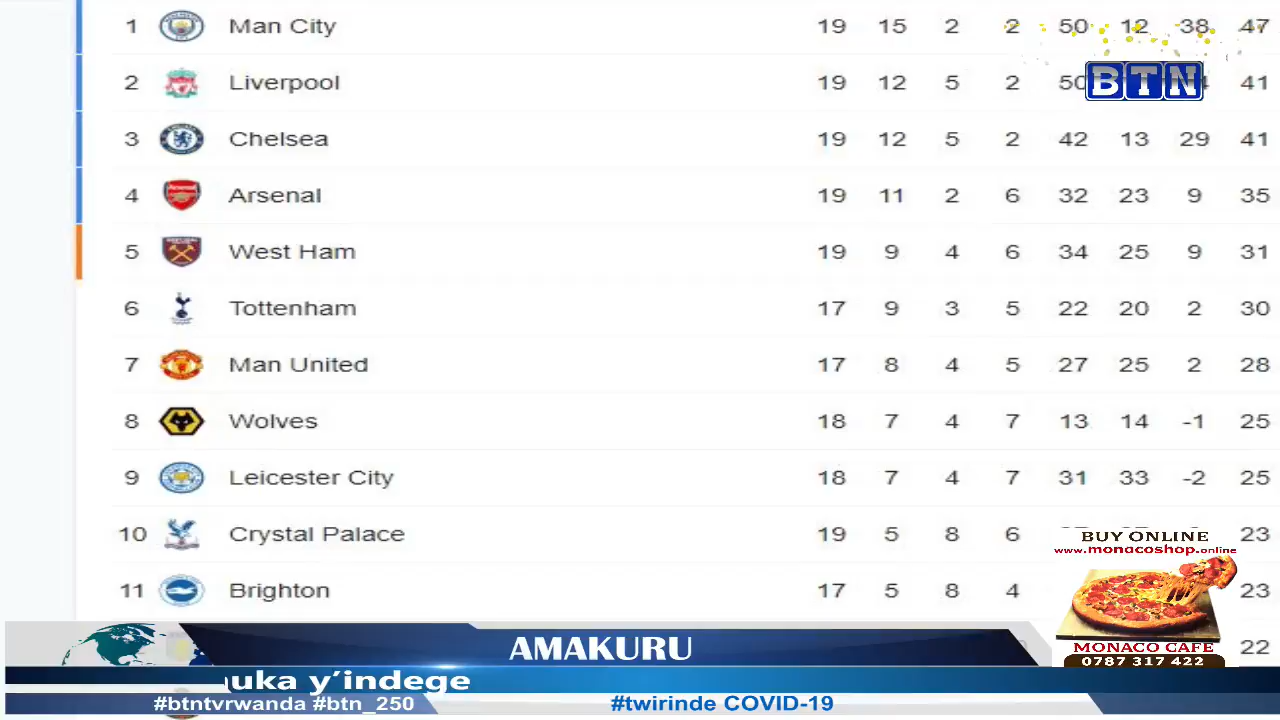 1 Man City 19 15 2 2 50 12 38 47
BTN
2 Liverpool 19 12 5 2 50 41
3 Chelsea 19 12 5 2 42 13 29 41
4 Arsenal 19 11 2 6 32 23 9 35
5 West Ham 19 9 4 6 34 25 9 31
6 Tottenham 17 9 3 5 22 20 2 30
7 Man United 17 8 4 5 27 25 2 28
8 Wolves 18 7 4 7 13 14 -1 25
9 Leicester City 18 7 4 7 31 33 -2 25
10 Crystal Palace 19 5 8 6 23
BUY ONLINE
www.monacoshop.online
11 Brighton 17 5 8 4 23
22
MONACO CAFE
0787 317 422
AMAKURU
uka y'indege
#btntvrwanda #btn_250 #twirinde COVID-19